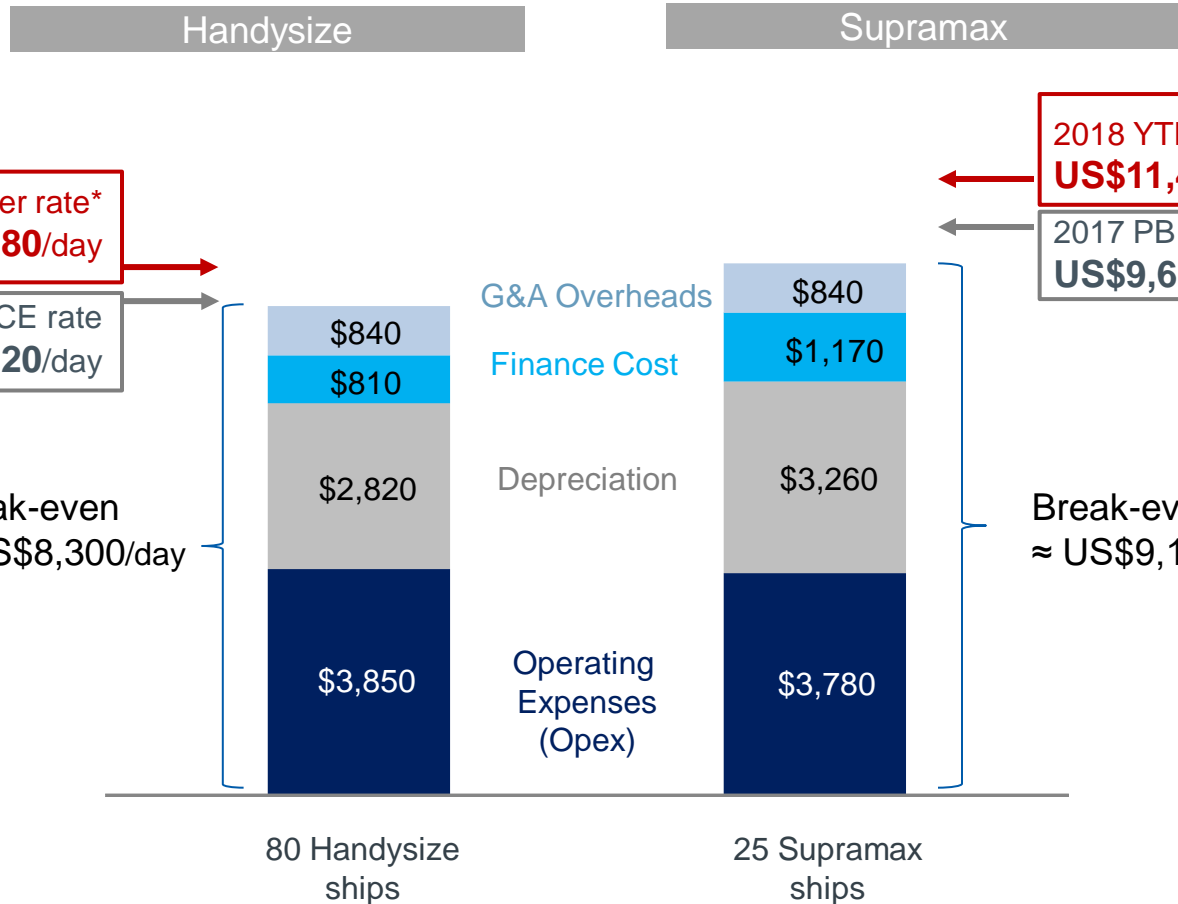 Handysize
Supramax
er rate*
80/day
CE rate
20/day
ak-even
S$8,300/day
$840
$810
$2,820
$3,850
G&A Overheads
Finance Cost
Depreciation
Operating
Expenses
(Opex)
$840
$1,170
$3,260
$3,780
2018 YT
US$11,
2017 PB
US$9,6
Break-ev
≈ US$9,1
80 Handysize
ships
25 Supramax
ships